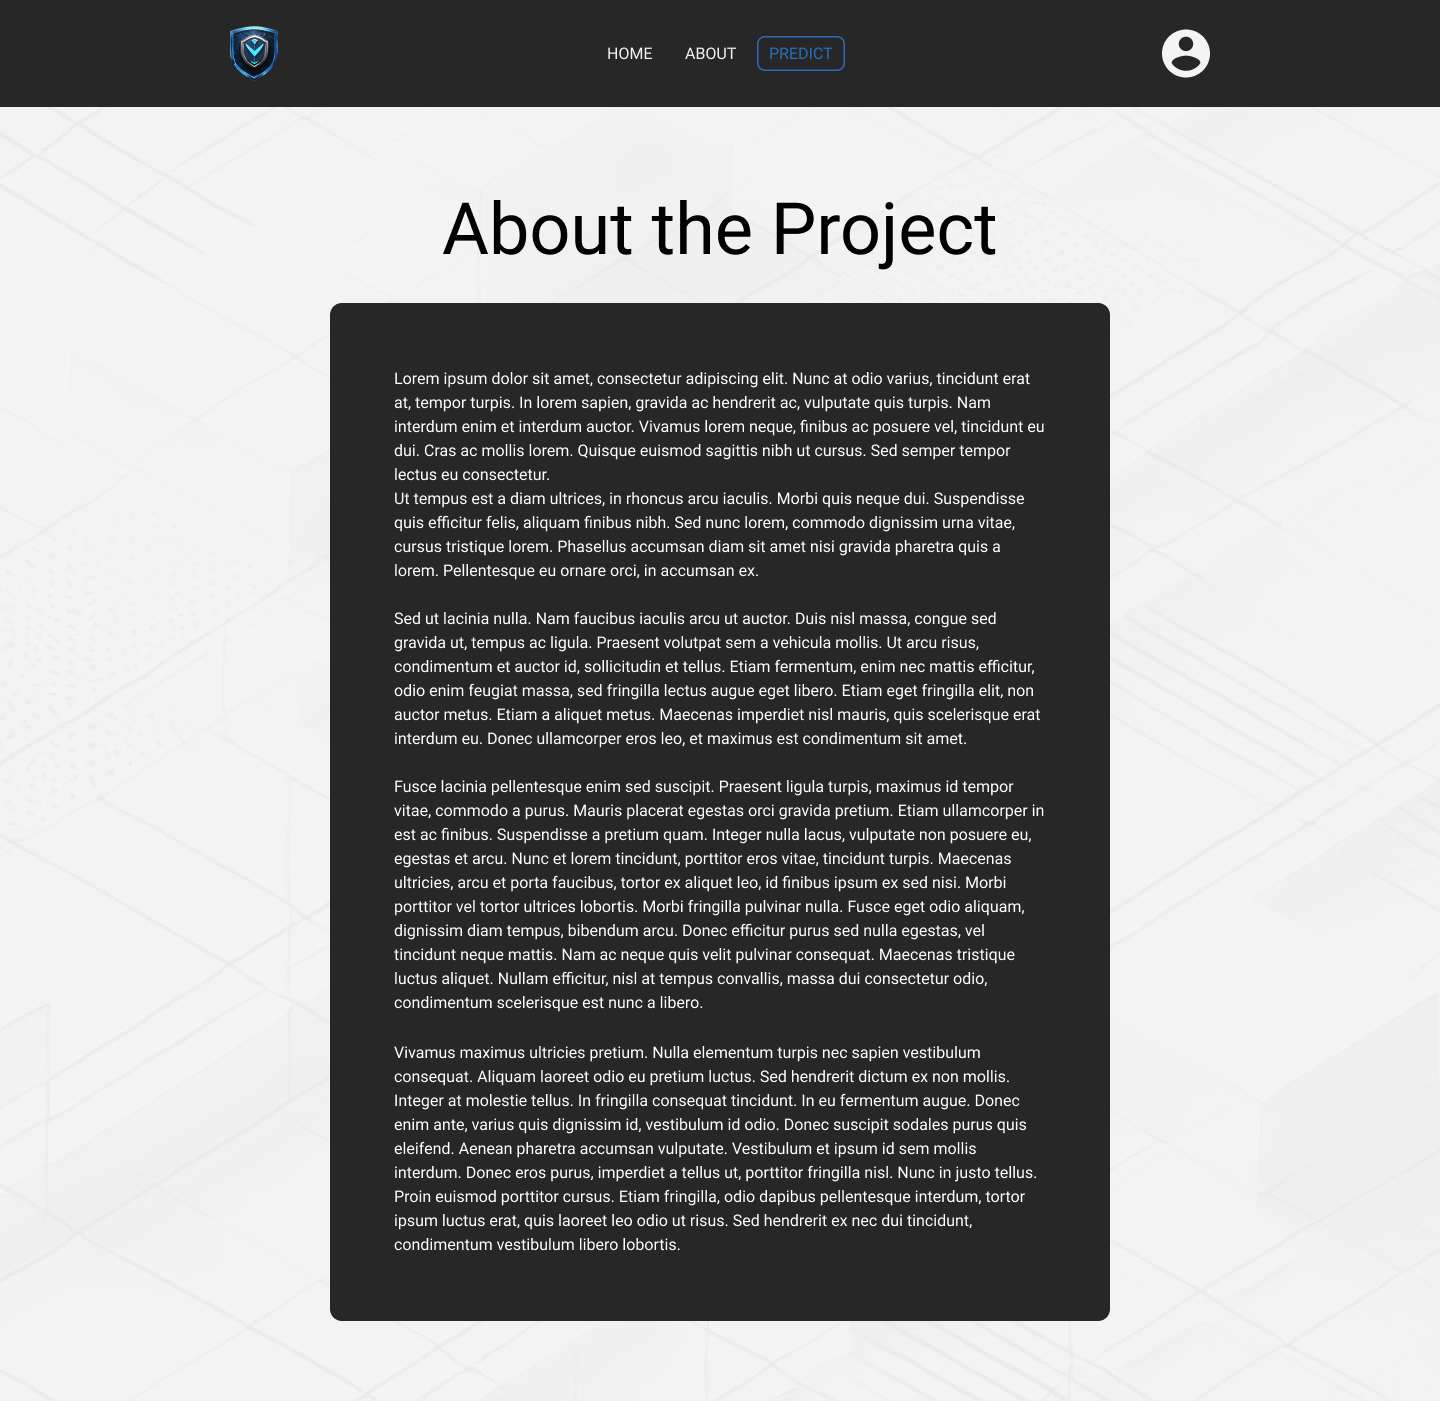 HOME
ABOUT
PREDICT
About the Project
Lorem ipsum dolor sit amet, consectetur adipiscing elit. Nunc at odio varius, tincidunt erat
at, tempor turpis. In lorem sapien, gravida ac hendrerit ac, vulputate quis turpis. Nam
interdum enim et interdum auctor. Vivamus lorem neque, finibus ac posuere vel, tincidunt eu
dui. Cras ac mollis lorem. Quisque euismod sagittis nibh ut cursus. Sed semper tempor
lectus eu consectetur.
Ut tempus est a diam ultrices, in rhoncus arcu iaculis. Morbi quis neque dui. Suspendisse
quis efficitur felis, aliquam finibus nibh. Sed nunc lorem, commodo dignissim urna vitae,
cursus tristique lorem. Phasellus accumsan diam sit amet nisi gravida pharetra quis a
lorem. Pellentesque eu ornare orci, in accumsan ex.
Sed ut lacinia nulla. Nam faucibus iaculis arcu ut auctor. Duis nisl massa, congue sed
gravida ut, tempus ac ligula. Praesent volutpat sem a vehicula mollis. Ut arcu risus,
condimentum et auctor id, sollicitudin et tellus. Etiam fermentum, enim nec mattis efficitur,
odio enim feugiat massa, sed fringilla lectus augue eget libero. Etiam eget fringilla elit, non
auctor metus. Etiam a aliquet metus. Maecenas imperdiet nisl mauris, quis scelerisque erat
interdum eu. Donec ullamcorper eros leo, et maximus est condimentum sit amet.
Fusce lacinia pellentesque enim sed suscipit. Praesent ligula turpis, maximus id tempor
vitae, commodo a purus. Mauris placerat egestas orci gravida pretium. Etiam ullamcorper in
est ac finibus. Suspendisse a pretium quam. Integer nulla lacus, vulputate non posuere eu,
egestas et arcu. Nunc et lorem tincidunt, porttitor eros vitae, tincidunt turpis. Maecenas
ultricies, arcu et porta faucibus, tortor ex aliquet leo, id finibus ipsum ex sed nisi. Morbi
porttitor vel tortor ultrices lobortis. Morbi fringilla pulvinar nulla. Fusce eget odio aliquam,
dignissim diam tempus, bibendum arcu. Donec efficitur purus sed nulla egestas, vel
tincidunt neque mattis. Nam ac neque quis velit pulvinar consequat. Maecenas tristique
luctus aliquet. Nullam efficitur, nisl at tempus convallis, massa dui consectetur odio,
condimentum scelerisque est nunc a libero.
Vivamus maximus ultricies pretium. Nulla elementum turpis nec sapien vestibulum
consequat. Aliquam laoreet odio eu pretium luctus. Sed hendrerit dictum ex non mollis.
Integer at molestie tellus. In fringilla consequat tincidunt. In eu fermentum augue. Donec
enim ante, varius quis dignissim id, vestibulum id odio. Donec suscipit sodales purus quis
eleifend. Aenean pharetra accumsan vulputate. Vestibulum et ipsum id sem mollis
interdum. Donec eros purus, imperdiet a tellus ut, porttitor fringilla nisl. Nunc in justo tellus.
Proin euismod porttitor cursus. Etiam fringilla, odio dapibus pellentesque interdum, tortor
ipsum luctus erat, quis laoreet leo odio ut risus. Sed hendrerit ex nec dui tincidunt,
condimentum vestibulum libero lobortis.